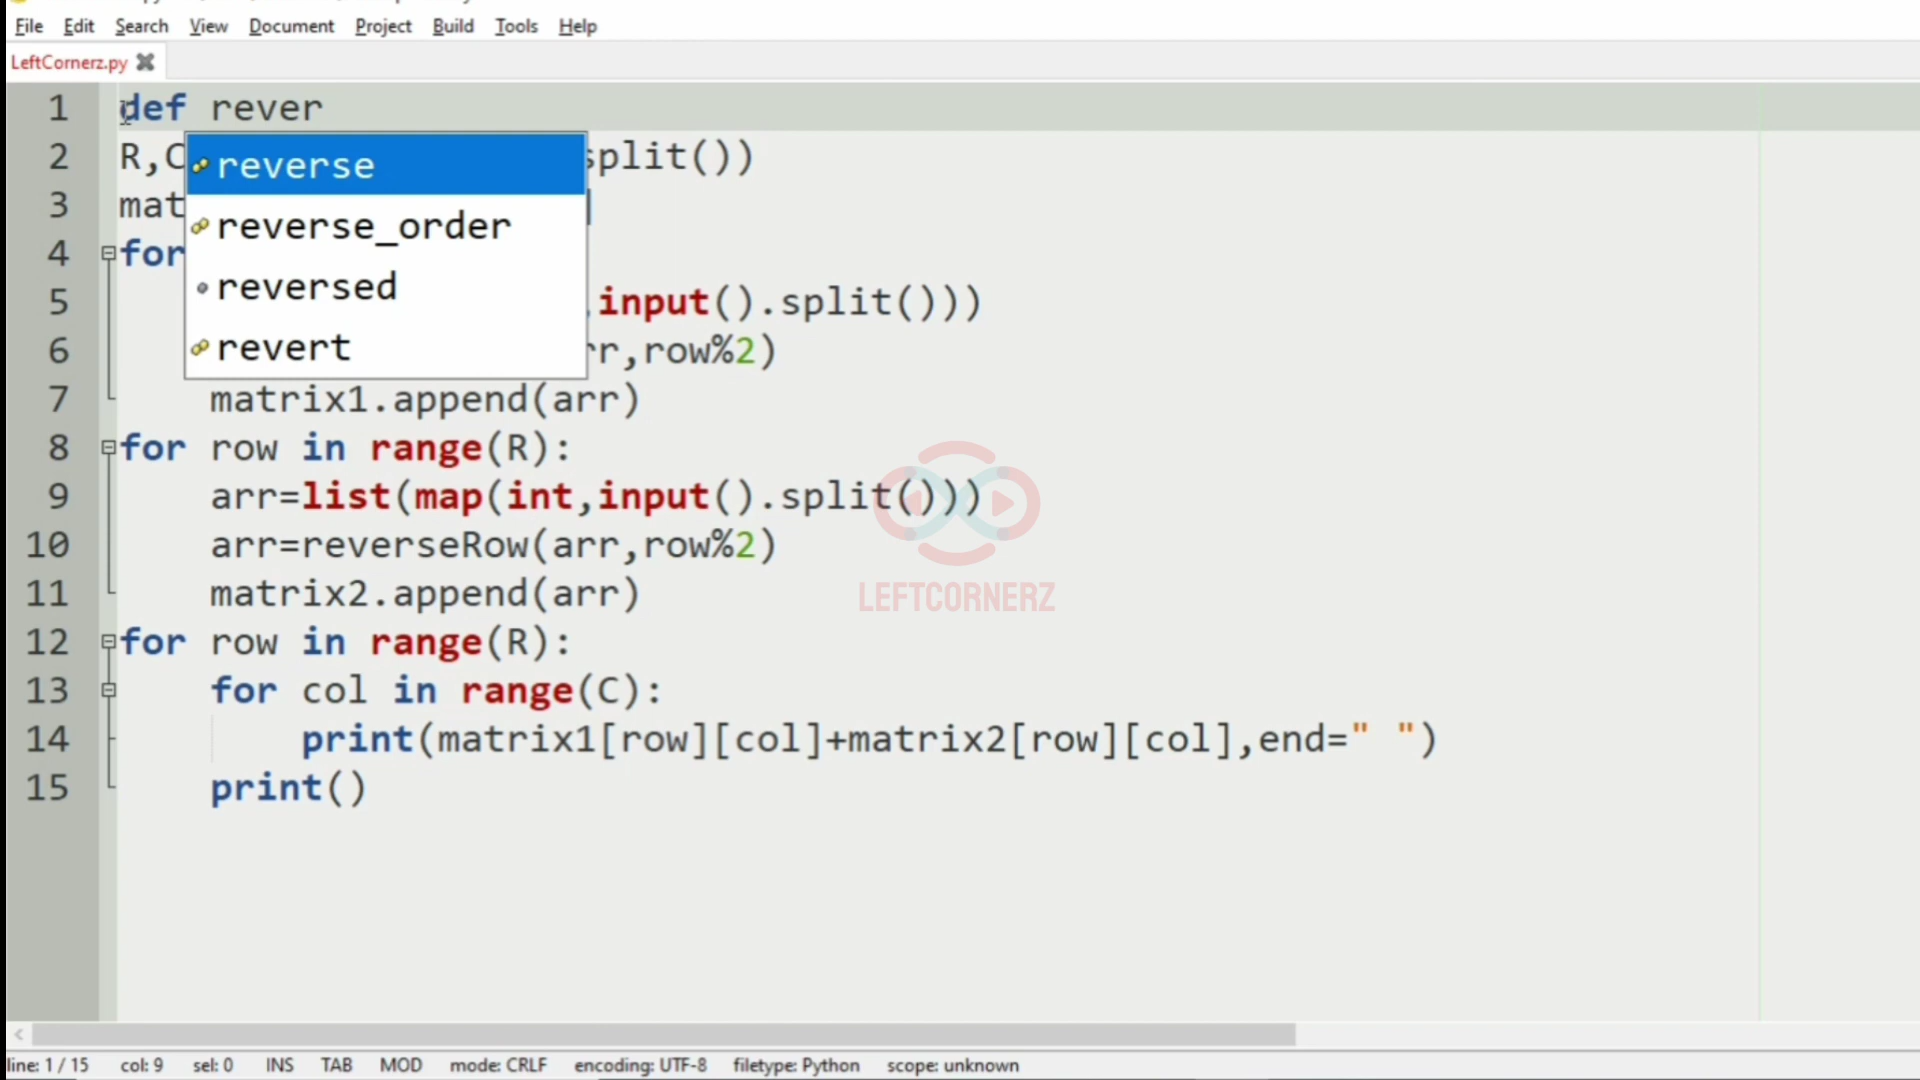 File Edit Search View Document Project Build Tools Help
LeftCornerz.py
1 def rever
2 R,C split())
3 mat
4 for
5 input().split()))
6 r,row%2)
7 matrix1.append(arr)
8 for row in range(R):
9 arr=list(map(int,input().split()))
10 arr=reverseRow(arr,row%2)
11 matrix2.append(arr)
12 for row in range(R):
13 for col in range(C):
14 print(matrix1[row][col]+matrix2[row][col],end=" ")
15 print()
reverse
reverse_order
reversed
revert
LEFTCORNERZ
line: 1 / 15 col: 9 sel: 0 INS TAB MOD mode: CRLF encoding: UTF-8 filetype: Python scope: unknown